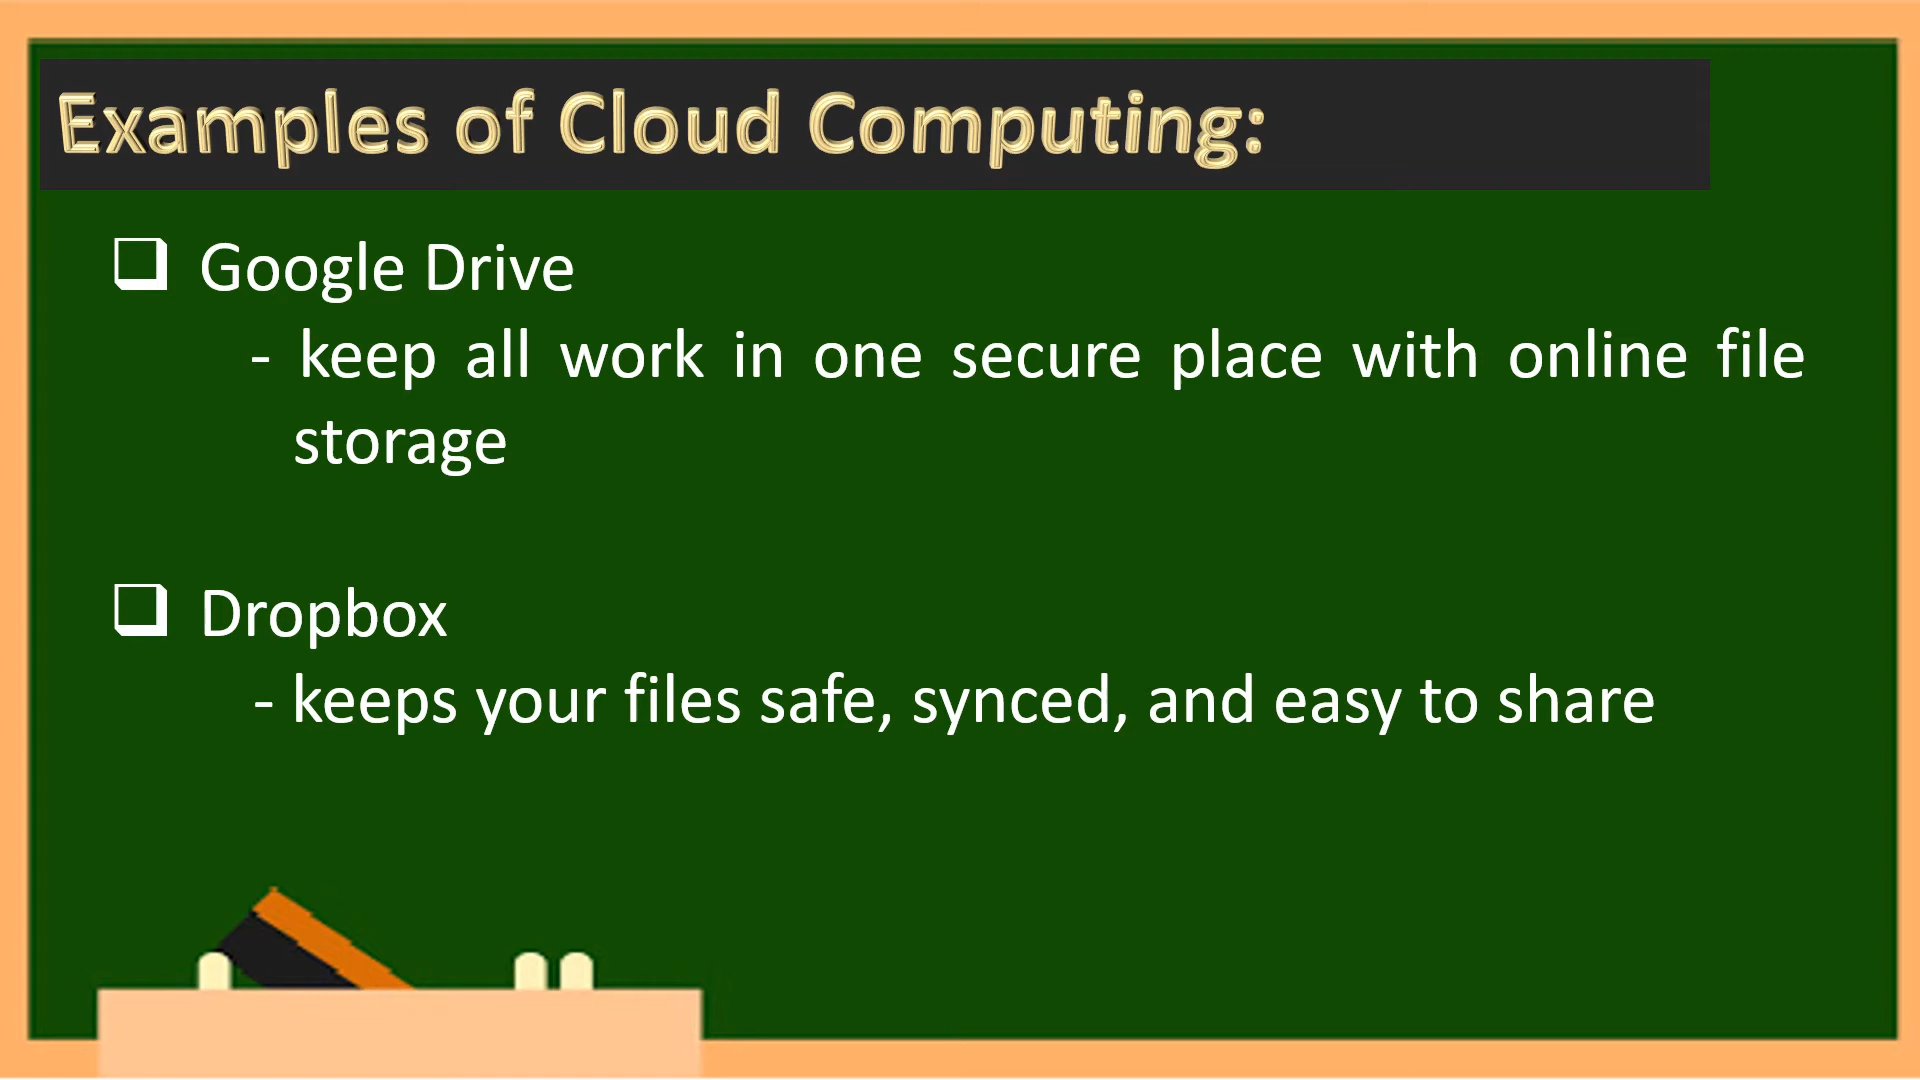 Examples of Cloud Computing:
❑ Google Drive
- keep all work in one secure place with online file
storage
❑ Dropbox
- keeps your files safe, synced, and easy to share